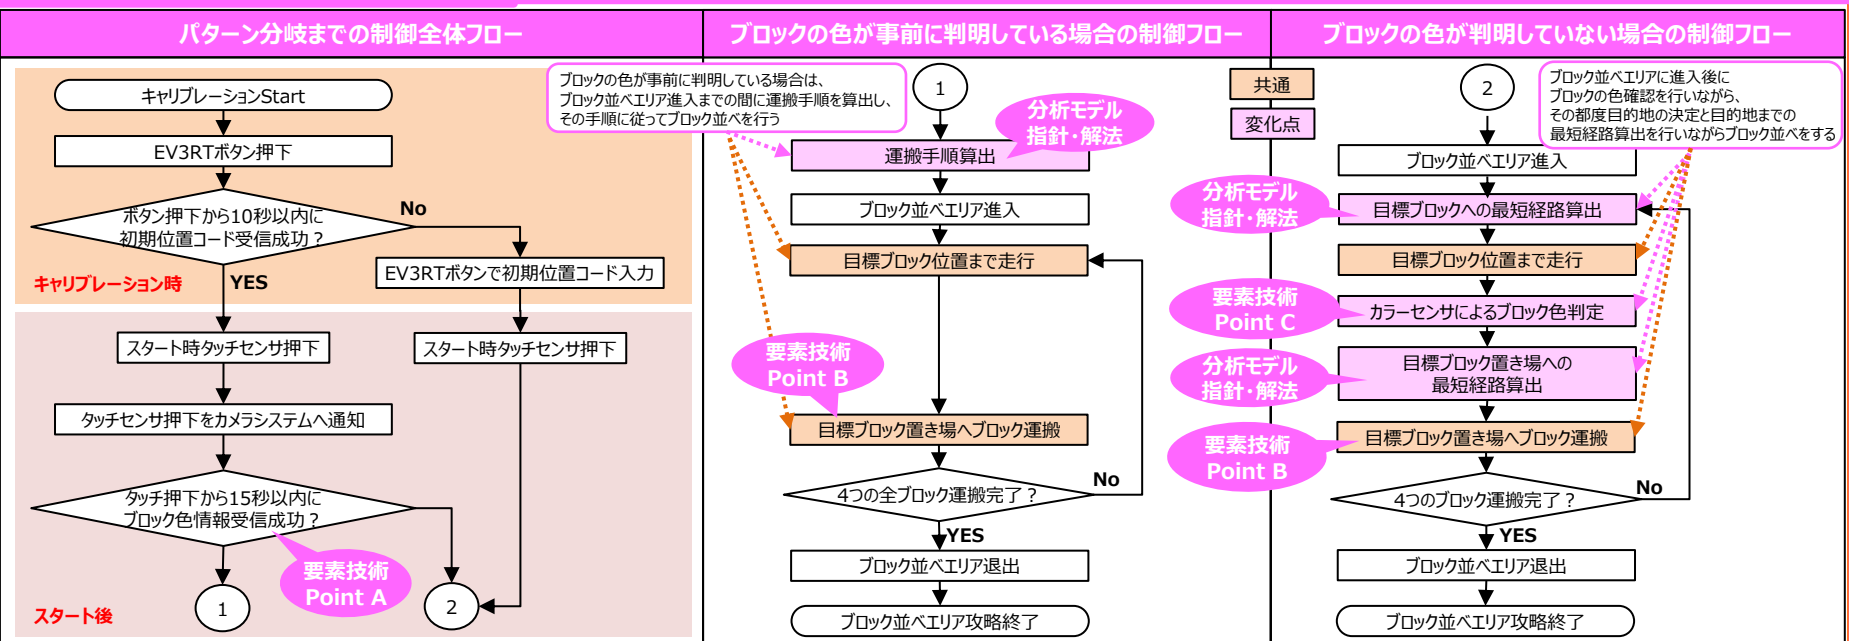 パターン分岐までの制御全体フロー
キャリブレーションStart
EV3RTボタン押下
ボタン押下から10秒以内に
初期位置コード受信成功？
No
YES
EV3RTボタンで初期位置コード入力
キャリブレーション時
スタート時タッチセンサ押下
スタート時タッチセンサ押下
タッチセンサ押下をカメラシステムへ通知
タッチ押下から15秒以内に
ブロック色情報受信成功？
要素技術
Point A
1
2
スタート後
ブロックの色が事前に判明している場合の制御フロー
ブロックの色が事前に判明している場合は、
ブロック並べエリア進入までの間に運搬手順を算出し、
その手順に従ってブロック並べを行う
1
分析モデル
指針・解法
運搬手順算出
ブロック並べエリア進入
目標ブロック位置まで走行
要素技術
Point B
目標ブロック置き場へブロック運搬
4つの全ブロック運搬完了？
No
YES
ブロック並べエリア退出
ブロック並べエリア攻略終了
ブロックの色が判明していない場合の制御フロー
共通
変化点
2
ブロック並べエリアに進入後に
ブロックの色確認を行いながら、
その都度目的地の決定と目的地までの
最短経路算出を行いながらブロック並べをする
ブロック並べエリア進入
分析モデル
指針・解法
目標ブロックへの最短経路算出
目標ブロック位置まで走行
要素技術
Point C
カラーセンサによるブロック色判定
分析モデル
指針・解法
目標ブロック置き場への
最短経路算出
要素技術
Point B
目標ブロック置き場へブロック運搬
4つのブロック運搬完了？
No
YES
ブロック並べエリア退出
ブロック並べエリア攻略終了